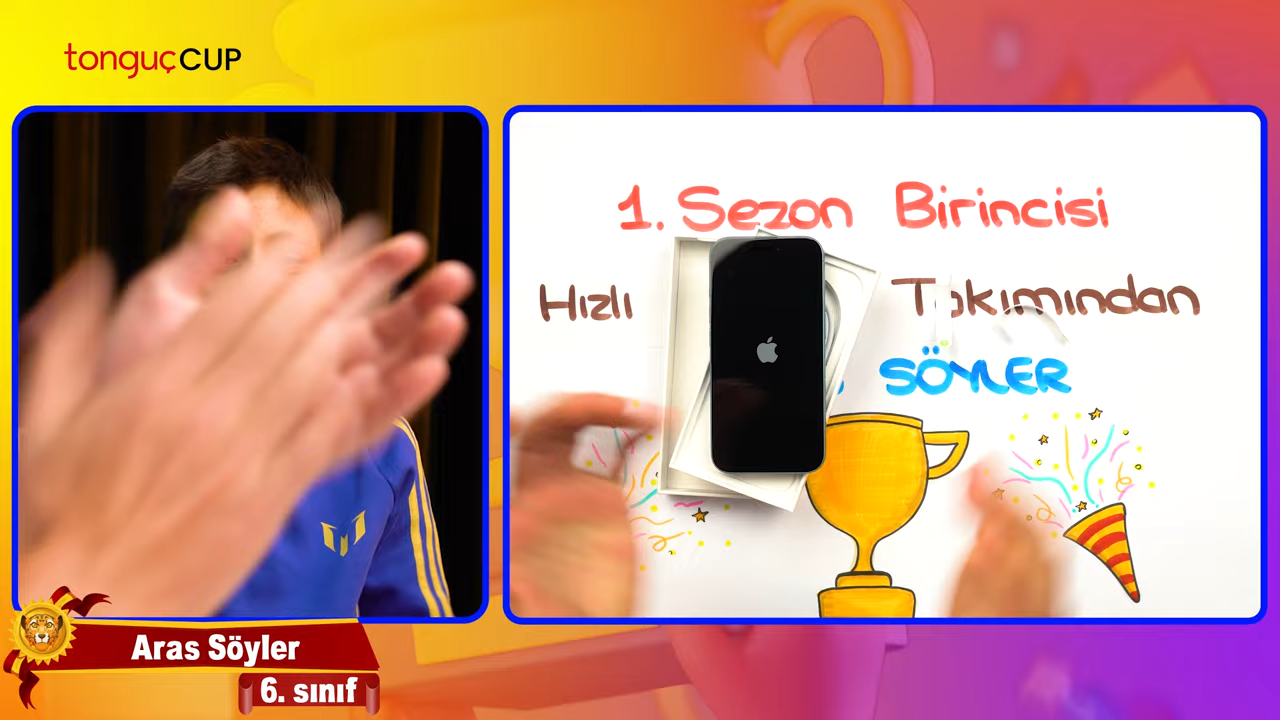 tonguçCUP
1. Sezon Birincisi
Hızlı Takımından
SÖYLER
Aras Söyler
6. sınıf